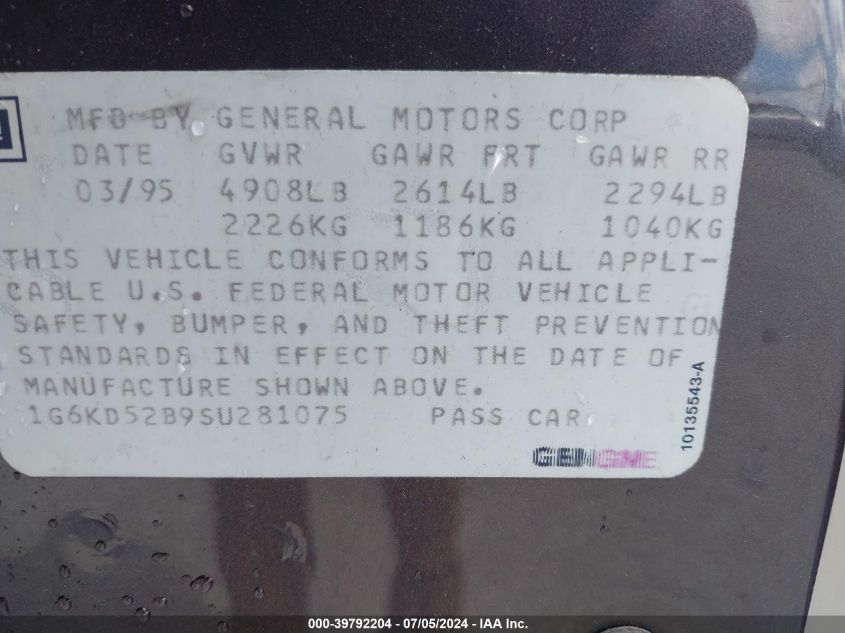 MFD BY GENERAL MOTORS CORP
DATE GVWR GAWR FRT GAWR RR
03/95 4908LB 2614LB 2294LB
2226KG 1186KG 1040KG
THIS VEHICLE CONFORMS TO ALL APPLI-
CABLE U.S. FEDERAL MOTOR VEHICLE
SAFETY, BUMPER, AND THEFT PREVENTION
STANDARDS IN EFFECT ON THE DATE OF
MANUFACTURE SHOWN ABOVE.
1G6KD52B9SU281075 PASS CAR
10135543-A
000-39792204 - 07/05/2024 - IAA Inc.